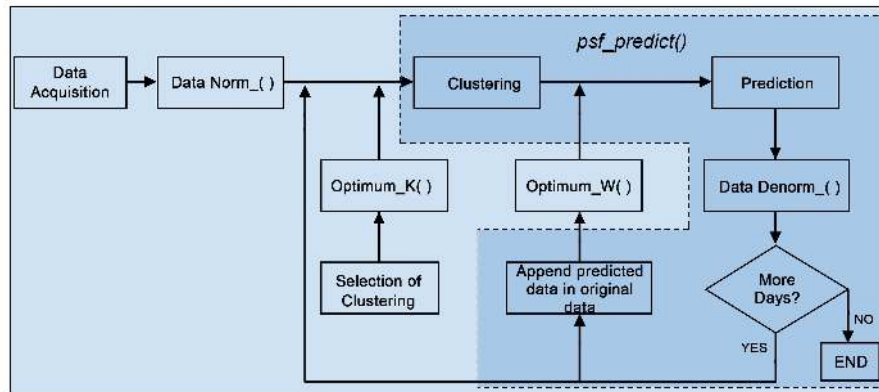 psf_predict()
Data
Acquisition
Data Norm_( )
Clustering
Prediction
Optimum_K( )
Optimum_W( )
Data Denorm_( )
Selection of
Clustering
Append predicted
data in original
data
More
Days?
YES
NO
END